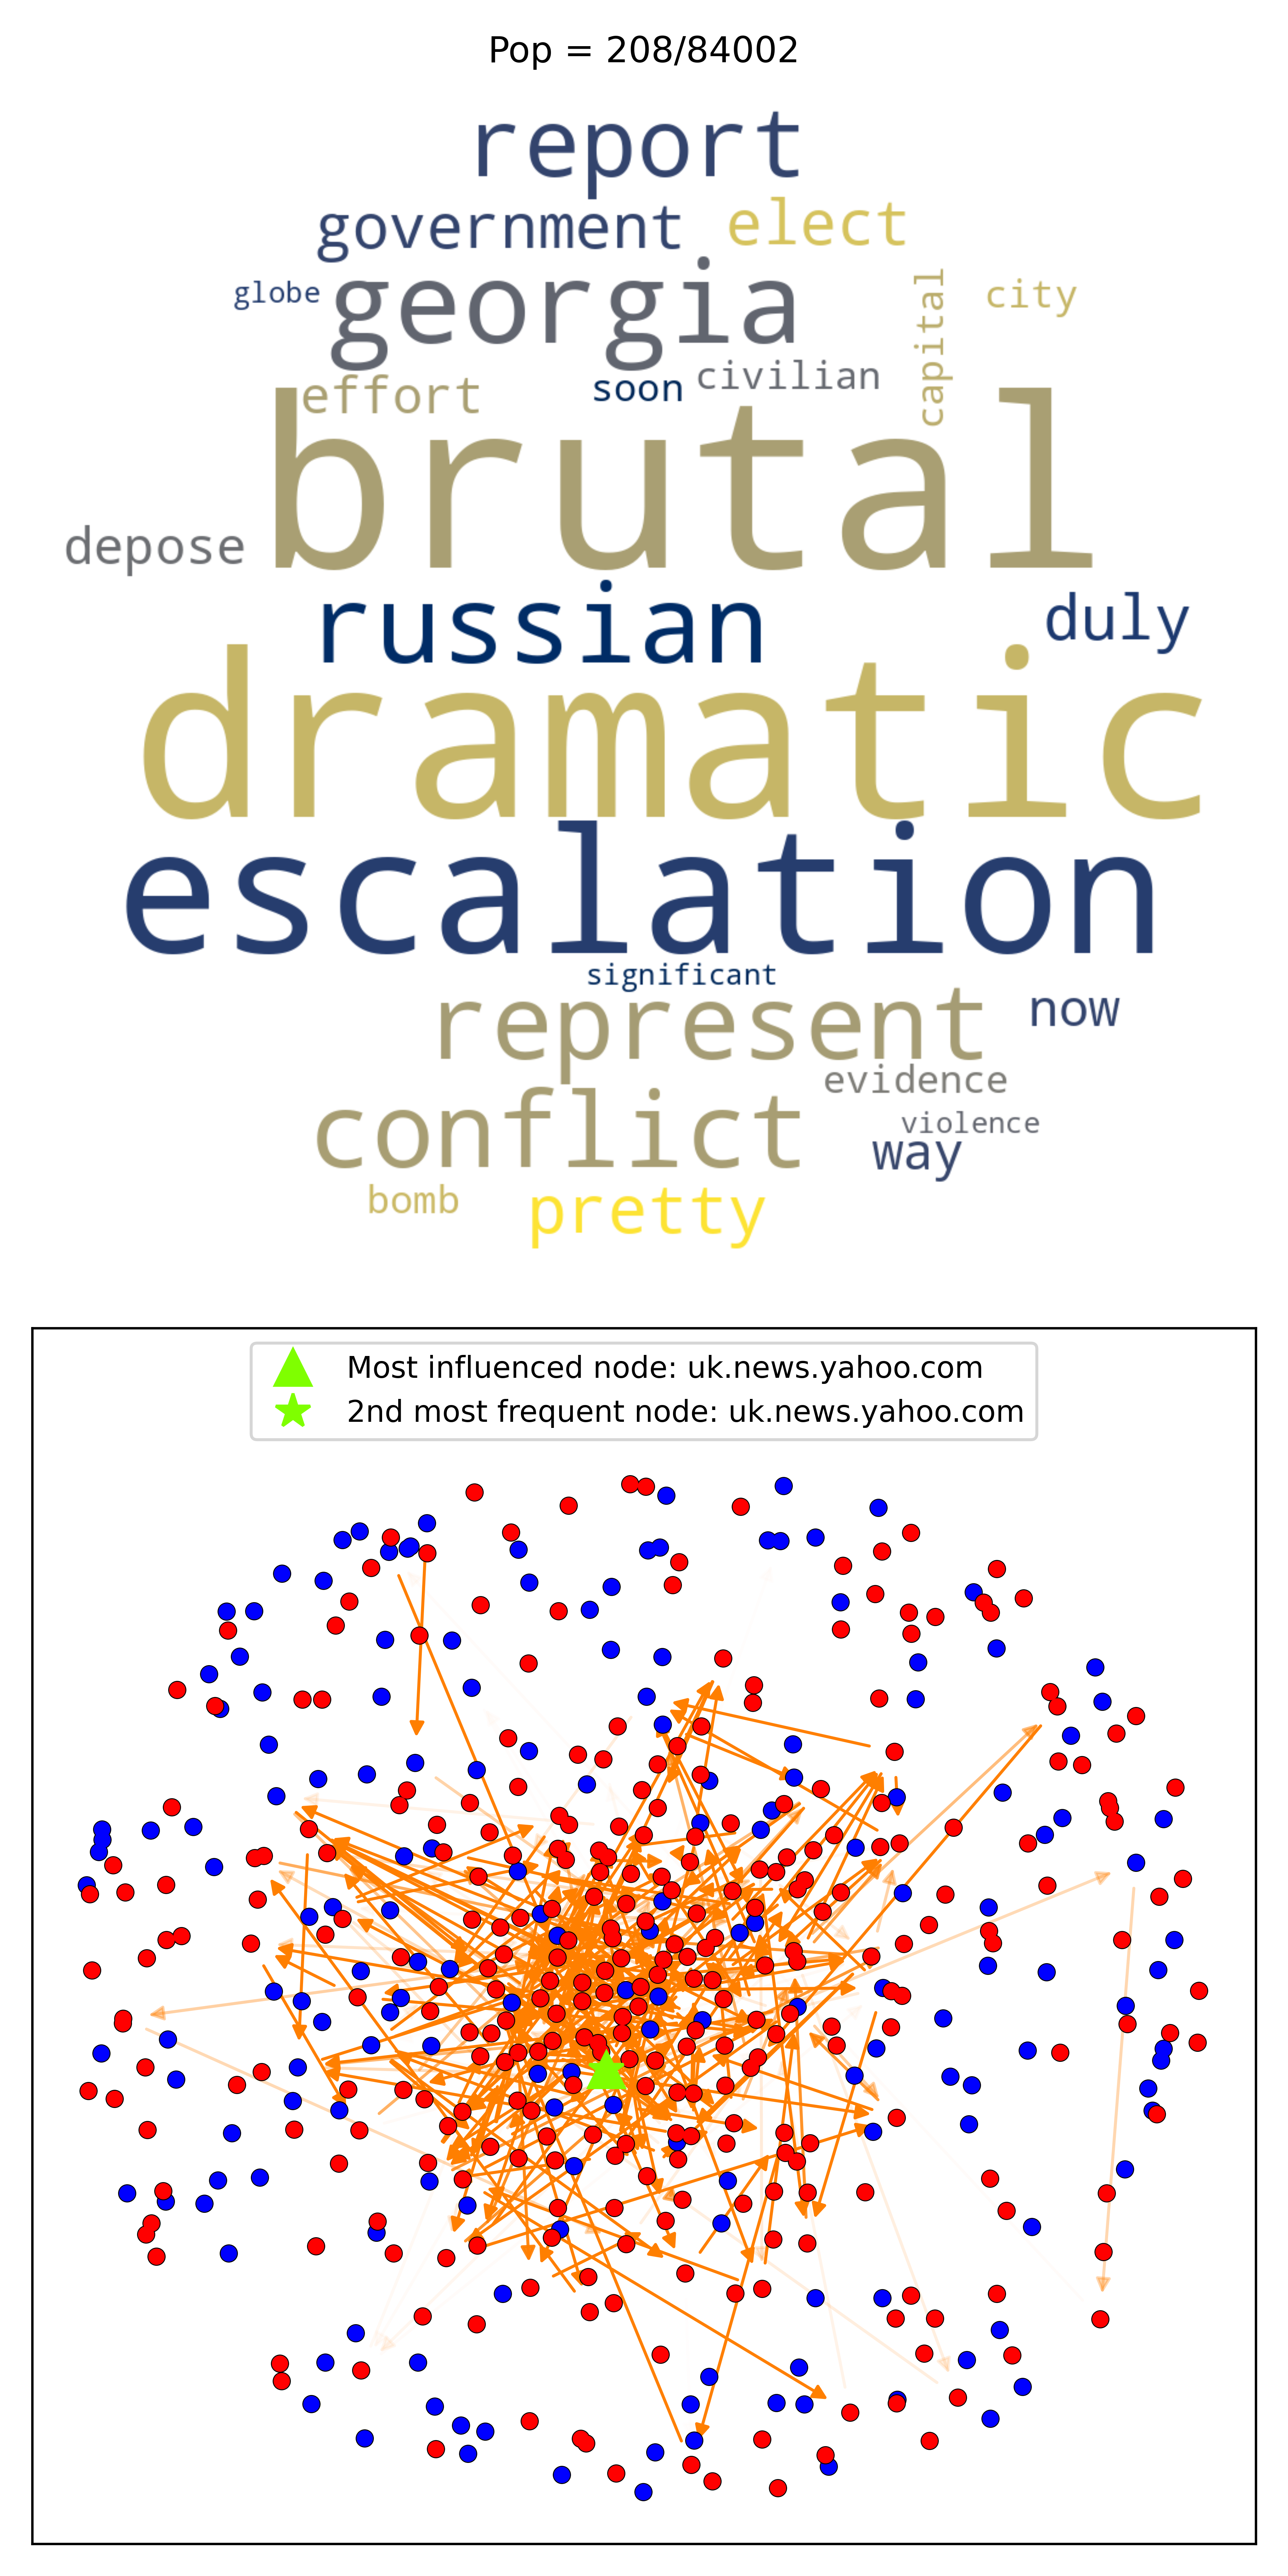 Pop = 208/84002
report
government elect
globe georgia capital city
effort soon civilian
brutal
depose
russian duly
dramatic
escalation
significant
represent now
evidence
conflict violence
way
bomb pretty
Most influenced node: uk.news.yahoo.com
2nd most frequent node: uk.news.yahoo.com